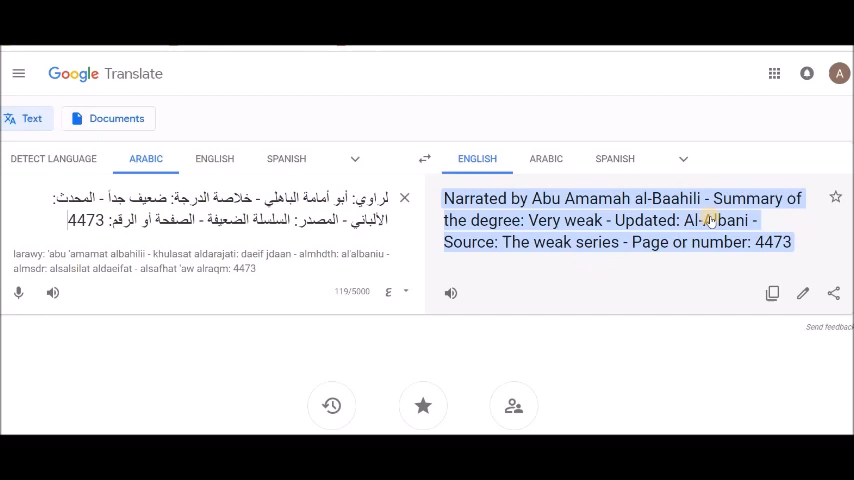 Google Translate
A
Text
Documents
DETECT LANGUAGE ARABIC ENGLISH SPANISH
ENGLISH ARABIC SPANISH
لراوي: أبو أمامة الباهلي - خلاصة الدرجة: ضعيف جداً - المحدث:
الألباني - المصدر: السلسلة الضعيفة - الصفحة أو الرقم: 4473
larawy: 'abu 'amamat albahilii - khulasat aldarajati: daeif jdaan - almhdth: al'albaniu -
almsdr: alsalsilat aldaeifat - alsafhat 'aw alraqm: 4473
119/5000
ع
Narrated by Abu Amamah al-Baahili - Summary of
the degree: Very weak - Updated: Al-Albani -
Source: The weak series - Page or number: 4473
Send feedback